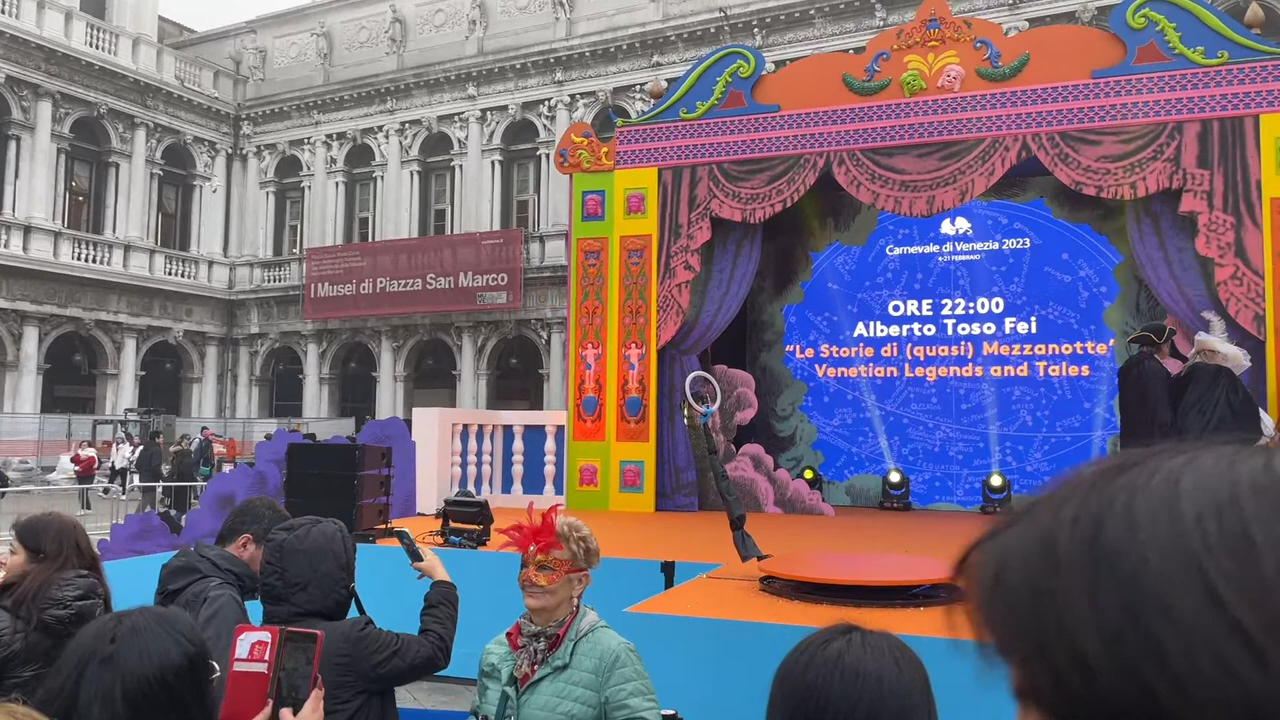 I Musei di Piazza San Marco
Carnevale di Venezia 2023
4-21 FEBBRAIO
ORE 22:00
Alberto Toso Fei
“Le Storie di (quasi) Mezzanotte”
Venetian Legends and Tales